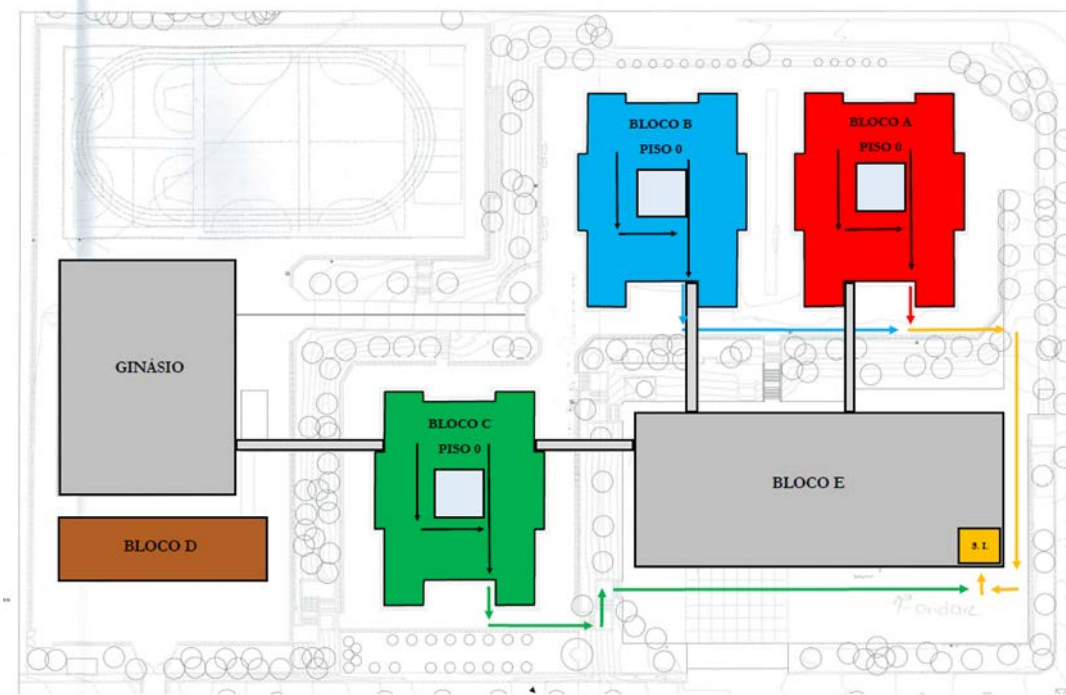 BLOCO B
PISO 0
BLOCO A
PISO 0
GINÁSIO
BLOCO C
PISO 0
BLOCO E
BLOCO D
S. I.